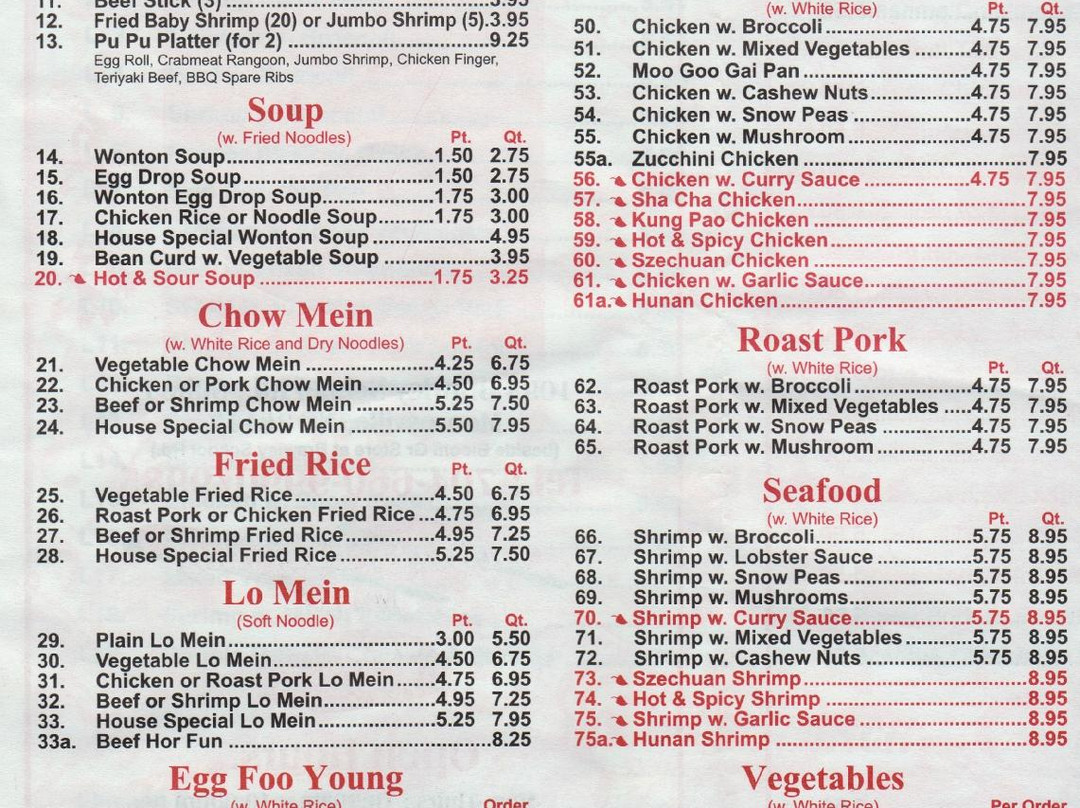 11. Beef Stick (3)..........................3.95
12. Fried Baby Shrimp (20) or Jumbo Shrimp (5).3.95
13. Pu Pu Platter (for 2) ..............................9.25
Egg Roll, Crabmeat Rangoon, Jumbo Shrimp, Chicken Finger,
Teriyaki Beef, BBQ Spare Ribs
Soup
(w. Fried Noodles) Pt. Qt.
14. Wonton Soup................................1.50 2.75
15. Egg Drop Soup.............................1.50 2.75
16. Wonton Egg Drop Soup................1.75 3.00
17. Chicken Rice or Noodle Soup........1.75 3.00
18. House Special Wonton Soup ..................4.95
19. Bean Curd w. Vegetable Soup ................3.95
20. Hot & Sour Soup ...........................1.75 3.25
Chow Mein
(w. White Rice and Dry Noodles) Pt. Qt.
21. Vegetable Chow Mein ....................4.25 6.75
22. Chicken or Pork Chow Mein ...........4.50 6.95
23. Beef or Shrimp Chow Mein ............5.25 7.50
24. House Special Chow Mein .............5.50 7.95
Fried Rice Pt. Qt.
25. Vegetable Fried Rice......................4.50 6.75
26. Roast Pork or Chicken Fried Rice...4.75 6.95
27. Beef or Shrimp Fried Rice..............4.95 7.25
28. House Special Fried Rice...............5.25 7.50
Lo Mein
(Soft Noodle) Pt. Qt.
29. Plain Lo Mein................................3.00 5.50
30. Vegetable Lo Mein.........................4.50 6.75
31. Chicken or Roast Pork Lo Mein......4.75 6.95
32. Beef or Shrimp Lo Mein.................4.95 7.25
33. House Special Lo Mein..................5.25 7.95
33a. Beef Hor Fun .........................................8.25
Egg Foo Young
(w. White Rice) Order
(w. White Rice) Pt. Qt.
50. Chicken w. Broccoli.......................4.75 7.95
51. Chicken w. Mixed Vegetables ........4.75 7.95
52. Moo Goo Gai Pan..........................4.75 7.95
53. Chicken w. Cashew Nuts................4.75 7.95
54. Chicken w. Snow Peas ..................4.75 7.95
55. Chicken w. Mushroom...................4.75 7.95
55a. Zucchini Chicken ...................................7.95
56. Chicken w. Curry Sauce ................4.75 7.95
57. Sha Cha Chicken....................................7.95
58. Kung Pao Chicken .................................7.95
59. Hot & Spicy Chicken..............................7.95
60. Szechuan Chicken .................................7.95
61. Chicken w. Garlic Sauce.........................7.95
61a. Hunan Chicken......................................7.95
Roast Pork
(w. White Rice) Pt. Qt.
62. Roast Pork w. Broccoli ..................4.75 7.95
63. Roast Pork w. Mixed Vegetables .....4.75 7.95
64. Roast Pork w. Snow Peas ..............4.75 7.95
65. Roast Pork w. Mushroom...............4.75 7.95
Seafood
(w. White Rice) Pt. Qt.
66. Shrimp w. Broccoli........................5.75 8.95
67. Shrimp w. Lobster Sauce...............5.75 8.95
68. Shrimp w. Snow Peas....................5.75 8.95
69. Shrimp w. Mushrooms...................5.75 8.95
70. Shrimp w. Curry Sauce..................5.75 8.95
71. Shrimp w. Mixed Vegetables ..........5.75 8.95
72. Shrimp w. Cashew Nuts ................5.75 8.95
73. Szechuan Shrimp ..................................8.95
74. Hot & Spicy Shrimp ...............................8.95
75. Shrimp w. Garlic Sauce .........................8.95
75a. Hunan Shrimp .......................................8.95
Vegetables
(w. White Rice) Per Order